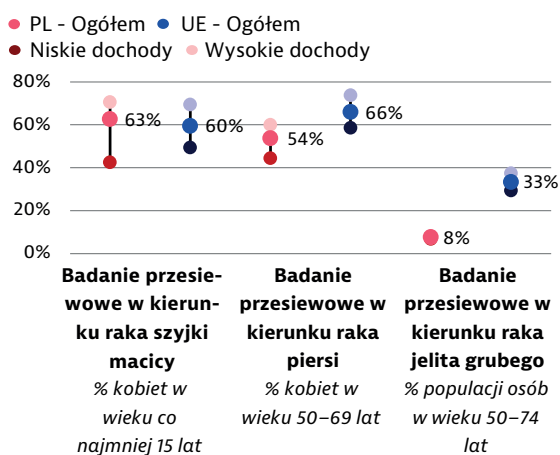 PL - Ogółem UE - Ogółem
Niskie dochody Wysokie dochody
80%
60%
40%
20%
0%
63%
60%
54%
66%
8%
33%
Badanie przesie-
wowe w kierun-
ku raka szyjki
macicy
% kobiet w
wieku co
najmniej 15 lat
Badanie
przesiewowe w
kierunku raka
piersi
% kobiet w
wieku 50–69 lat
Badanie
przesiewowe w
kierunku raka
jelita grubego
% populacji osób
w wieku 50–74
lat